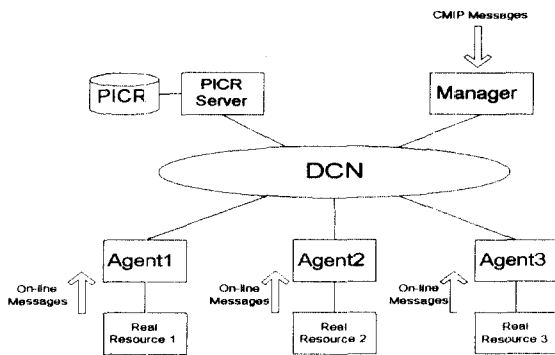 CMIP Messages
PICR
PICR
Server
Manager
DCN
Agent1
Agent2
Agent3
On-line
Messages
On-line
Messages
On-line
Messages
Real
Resource 1
Real
Resource 2
Real
Resource 3